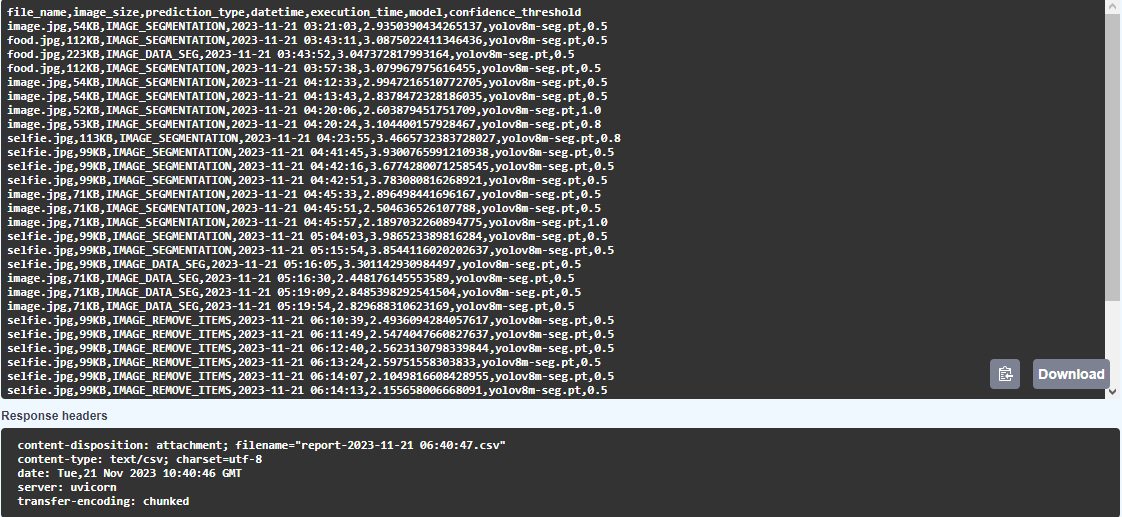 file_name,image_size,prediction_type,datetime,execution_time,model,confidence_threshold
image.jpg,54KB,IMAGE_SEGMENTATION,2023-11-21 03:21:03,2.9350390434265137,yolov8m-seg.pt,0.5
food.jpg,112KB,IMAGE_SEGMENTATION,2023-11-21 03:43:11,3.0875022411346436,yolov8m-seg.pt,0.5
food.jpg,223KB,IMAGE_DATA_SEG,2023-11-21 03:43:52,3.047372817993164,yolov8m-seg.pt,0.5
food.jpg,112KB,IMAGE_SEGMENTATION,2023-11-21 03:57:38,3.079967975616455,yolov8m-seg.pt,0.5
image.jpg,54KB,IMAGE_SEGMENTATION,2023-11-21 04:12:33,2.9947216510772705,yolov8m-seg.pt,0.5
image.jpg,54KB,IMAGE_SEGMENTATION,2023-11-21 04:13:43,2.8378472328186035,yolov8m-seg.pt,0.5
image.jpg,52KB,IMAGE_SEGMENTATION,2023-11-21 04:20:06,2.603879451751709,yolov8m-seg.pt,1.0
image.jpg,53KB,IMAGE_SEGMENTATION,2023-11-21 04:20:24,3.104400157928467,yolov8m-seg.pt,0.8
selfie.jpg,113KB,IMAGE_SEGMENTATION,2023-11-21 04:23:55,3.4665732383728027,yolov8m-seg.pt,0.8
selfie.jpg,99KB,IMAGE_SEGMENTATION,2023-11-21 04:41:45,3.9300765991210938,yolov8m-seg.pt,0.5
selfie.jpg,99KB,IMAGE_SEGMENTATION,2023-11-21 04:42:16,3.6774280071258545,yolov8m-seg.pt,0.5
selfie.jpg,99KB,IMAGE_SEGMENTATION,2023-11-21 04:42:51,3.783080816268921,yolov8m-seg.pt,0.5
image.jpg,71KB,IMAGE_SEGMENTATION,2023-11-21 04:45:33,2.896498441696167,yolov8m-seg.pt,0.5
image.jpg,71KB,IMAGE_SEGMENTATION,2023-11-21 04:45:51,2.504636526107788,yolov8m-seg.pt,0.5
image.jpg,71KB,IMAGE_SEGMENTATION,2023-11-21 04:45:57,2.1897032260894775,yolov8m-seg.pt,1.0
selfie.jpg,99KB,IMAGE_SEGMENTATION,2023-11-21 05:04:03,3.986523389816284,yolov8m-seg.pt,0.5
selfie.jpg,99KB,IMAGE_SEGMENTATION,2023-11-21 05:15:54,3.8544116020202637,yolov8m-seg.pt,0.5
selfie.jpg,99KB,IMAGE_DATA_SEG,2023-11-21 05:16:05,3.301142930984497,yolov8m-seg.pt,0.5
image.jpg,71KB,IMAGE_DATA_SEG,2023-11-21 05:16:30,2.448176145553589,yolov8m-seg.pt,0.5
image.jpg,71KB,IMAGE_DATA_SEG,2023-11-21 05:19:09,2.8485398292541504,yolov8m-seg.pt,0.5
image.jpg,71KB,IMAGE_DATA_SEG,2023-11-21 05:19:54,2.829688310623169,yolov8m-seg.pt,0.5
selfie.jpg,99KB,IMAGE_REMOVE_ITEMS,2023-11-21 06:10:39,2.4936094284057617,yolov8m-seg.pt,0.5
selfie.jpg,99KB,IMAGE_REMOVE_ITEMS,2023-11-21 06:11:49,2.5474047660827637,yolov8m-seg.pt,0.5
selfie.jpg,99KB,IMAGE_REMOVE_ITEMS,2023-11-21 06:12:40,2.5623130798339844,yolov8m-seg.pt,0.5
selfie.jpg,99KB,IMAGE_REMOVE_ITEMS,2023-11-21 06:13:24,2.59751558303833,yolov8m-seg.pt,0.5
selfie.jpg,99KB,IMAGE_REMOVE_ITEMS,2023-11-21 06:14:07,2.1049816608428955,yolov8m-seg.pt,0.5
selfie.jpg,99KB,IMAGE_REMOVE_ITEMS,2023-11-21 06:14:13,2.155658006668091,yolov8m-seg.pt,0.5
Download
Response headers
content-disposition: attachment; filename="report-2023-11-21 06:40:47.csv"
content-type: text/csv; charset=utf-8
date: Tue,21 Nov 2023 10:40:46 GMT
server: uvicorn
transfer-encoding: chunked